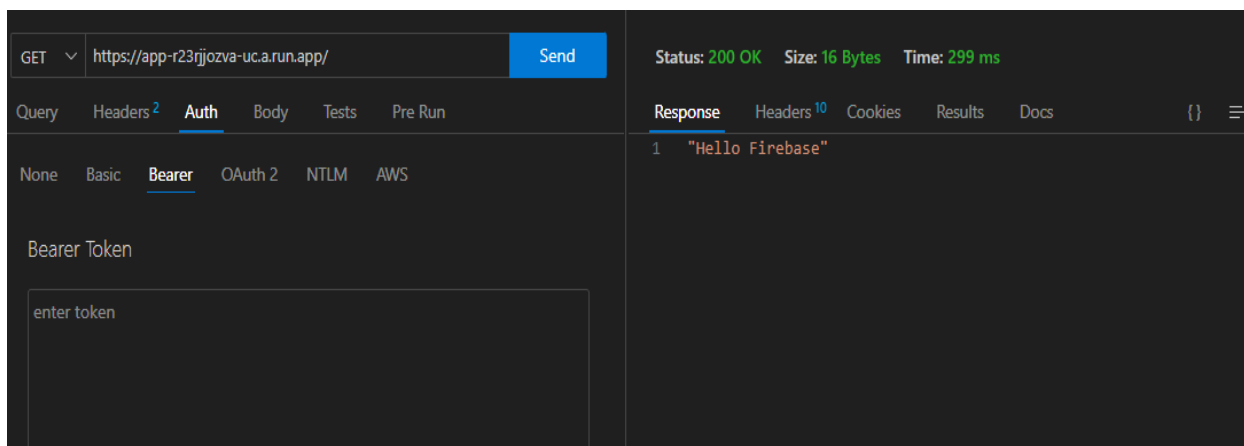 GET https://app-r23rjjozva-uc.a.run.app/ Send
Query Headers 2 Auth Body Tests Pre Run
None Basic Bearer OAuth 2 NTLM AWS
Bearer Token
enter token
Status: 200 OK Size: 16 Bytes Time: 299 ms
Response Headers 10 Cookies Results Docs {}
1 "Hello Firebase"